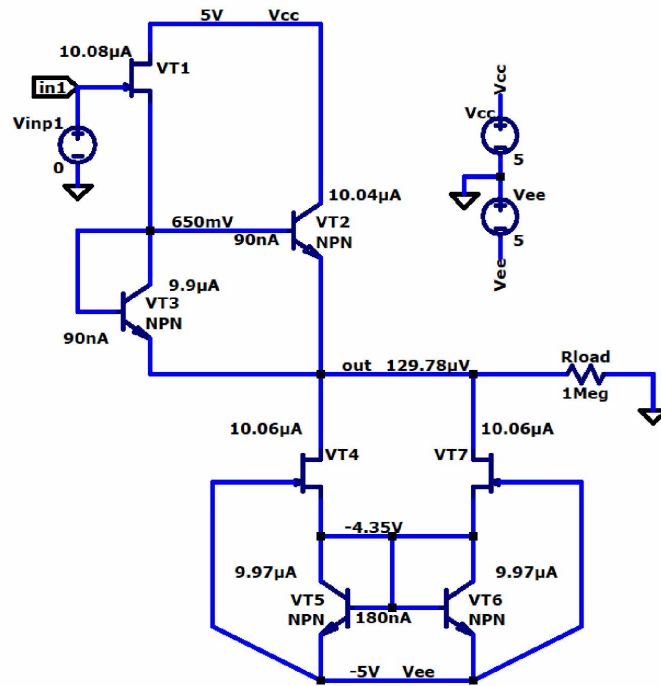 5V Vcc
10.08µA
VT1
in1
Vinp1
0
Vcc
Vcc
5
Vee
5
Vee
10.04µA
650mV
90nA
VT2
NPN
9.9µA
VT3
NPN
90nA
out 129.78µV
Rload
1Meg
10.06µA
10.06µA
VT4
VT7
-4.35V
9.97µA
9.97µA
VT5
NPN
180nA
VT6
NPN
-5V Vee